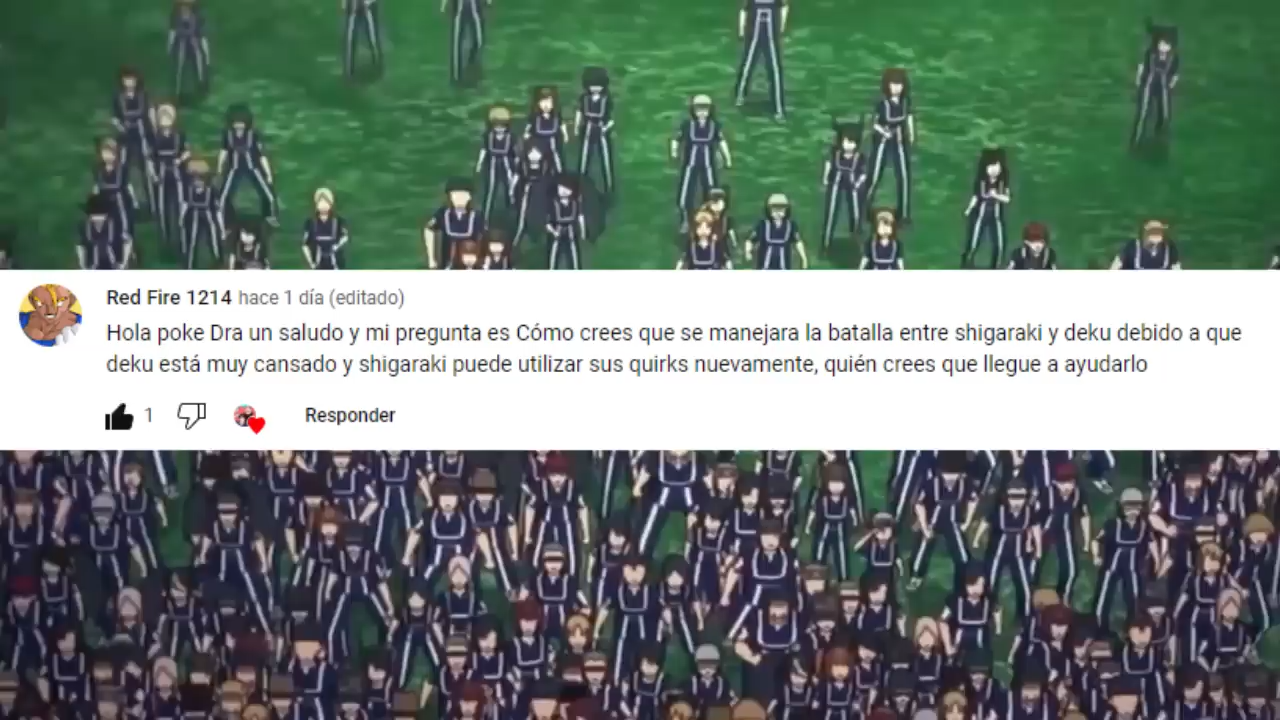 Red Fire 1214 hace 1 día (editado)
Hola poke Dra un saludo y mi pregunta es Cómo crees que se manejara la batalla entre shigaraki y deku debido a que
deku está muy cansado y shigaraki puede utilizar sus quirks nuevamente, quién crees que llegue a ayudarlo
1 Responder